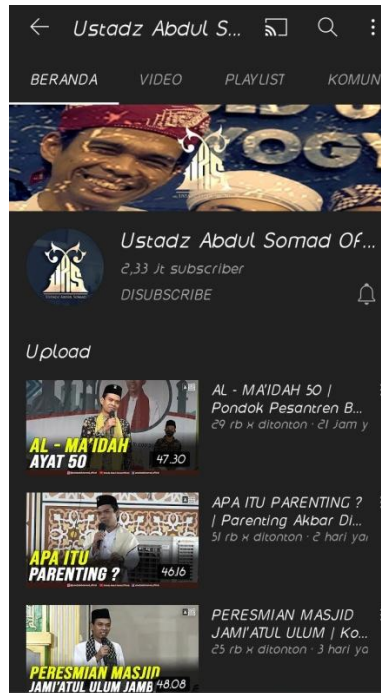 Ustadz Abdul S...
BERANDA VIDEO PLAYLIST KOMUN
OGY
UAS
Ustadz Abdul Somad Of...
2,33 Jt subscriber
DISUBSCRIBE
Upload
AL - MA'IDAH AYAT 50
47.30
AL - MA'IDAH 50 |
Pondok Pesantren B...
29 rb x ditonton · 21 Jam y
APA ITU
PARENTING ?
46.16
APA ITU PARENTING ?
| Parenting Akbar Di...
51 rb x ditonton · 2 hari ya
PERESMIAN MASJID
JAMI'ATUL ULUM JAMB
48.08
PERESMIAN MASJID
JAMI'ATUL ULUM | Ko...
25 rb x ditonton · 3 hari ya